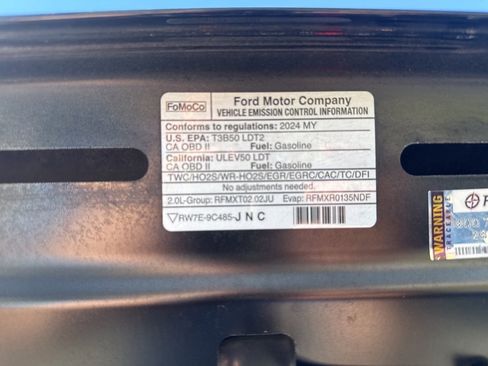 FoMoCo
Ford Motor Company
VEHICLE EMISSION CONTROL INFORMATION
Conforms to regulations: 2024 MY
U.S. EPA: T3B50 LDT2
CA OBD II Fuel: Gasoline
California: ULEV50 LDT
CA OBD II Fuel: Gasoline
TWC/HO2S/WR-HO2S/EGR/EGRC/CAC/TC/DFI
No adjustments needed.
2.0L-Group: RFMXT02.02JU Evap: RFMXR0135NDF
RW7E-9C485-J N C
WARNING